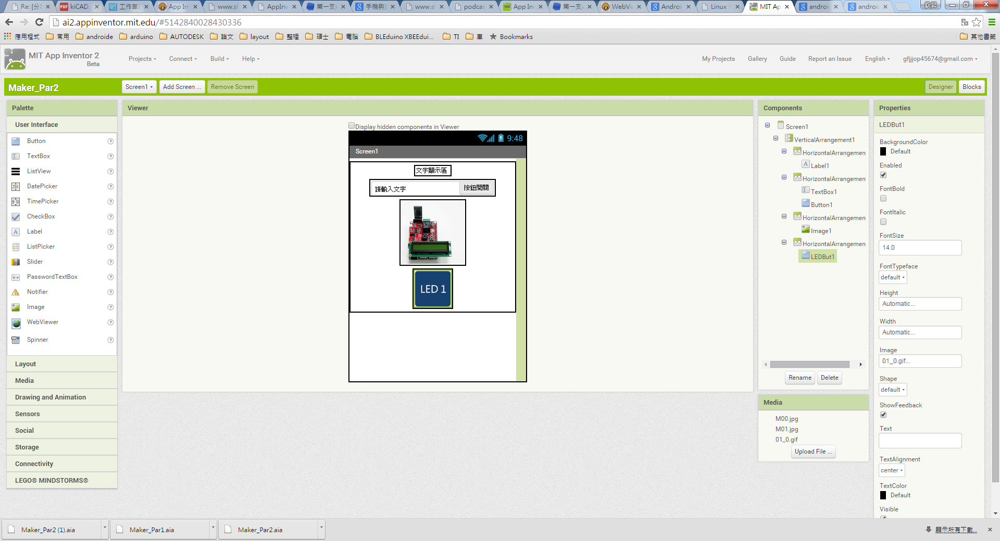 Re: [分
kiCAD.
工作筆
App In
www.sl
AppInv
第一支
手機與
www.sl
podcas
App In
第一支
WebVi
Androi
Linux
MIT Ap
androi
androi
ai2.appinventor.mit.edu/#5142840028430336
應用程式 常用 androide arduino AUTODESK 論文 layout 整理 碩士 電腦 BLEduino XBEEdui... TI 車 Bookmarks 其他書籤
MIT App Inventor 2
Beta
Projects Connect Build Help
My Projects Gallery Guide Report an Issue English gfjjjop45674@gmail.com
Maker_Par2
Screen1 Add Screen ... Remove Screen
Designer Blocks
Palette
User Interface
Button
TextBox
ListView
DatePicker
TimePicker
CheckBox
Label
ListPicker
Slider
PasswordTextBox
Notifier
Image
WebViewer
Spinner
Layout
Media
Drawing and Animation
Sensors
Social
Storage
Connectivity
LEGO® MINDSTORMS®
Viewer
Display hidden components in Viewer
9:48
Screen1
文字顯示區
請輸入文字
按鈕開關
LED 1
Components
Screen1
VerticalArrangement1
HorizontalArrangemen
Label1
HorizontalArrangemen
TextBox1
Button1
HorizontalArrangemen
Image1
HorizontalArrangemen
LEDBut1
Rename Delete
Media
M00.jpg
M01.jpg
01_0.gif
Upload File ...
Properties
LEDBut1
BackgroundColor
Default
Enabled
FontBold
FontItalic
FontSize
14.0
FontTypeface
default
Height
Automatic...
Width
Automatic...
Image
01_0.gif...
Shape
default
ShowFeedback
Text
TextAlignment
center
TextColor
Default
Visible
Maker_Par2 (1).aia
Maker_Par1.aia
Maker_Par2.aia
顯示所有下載...